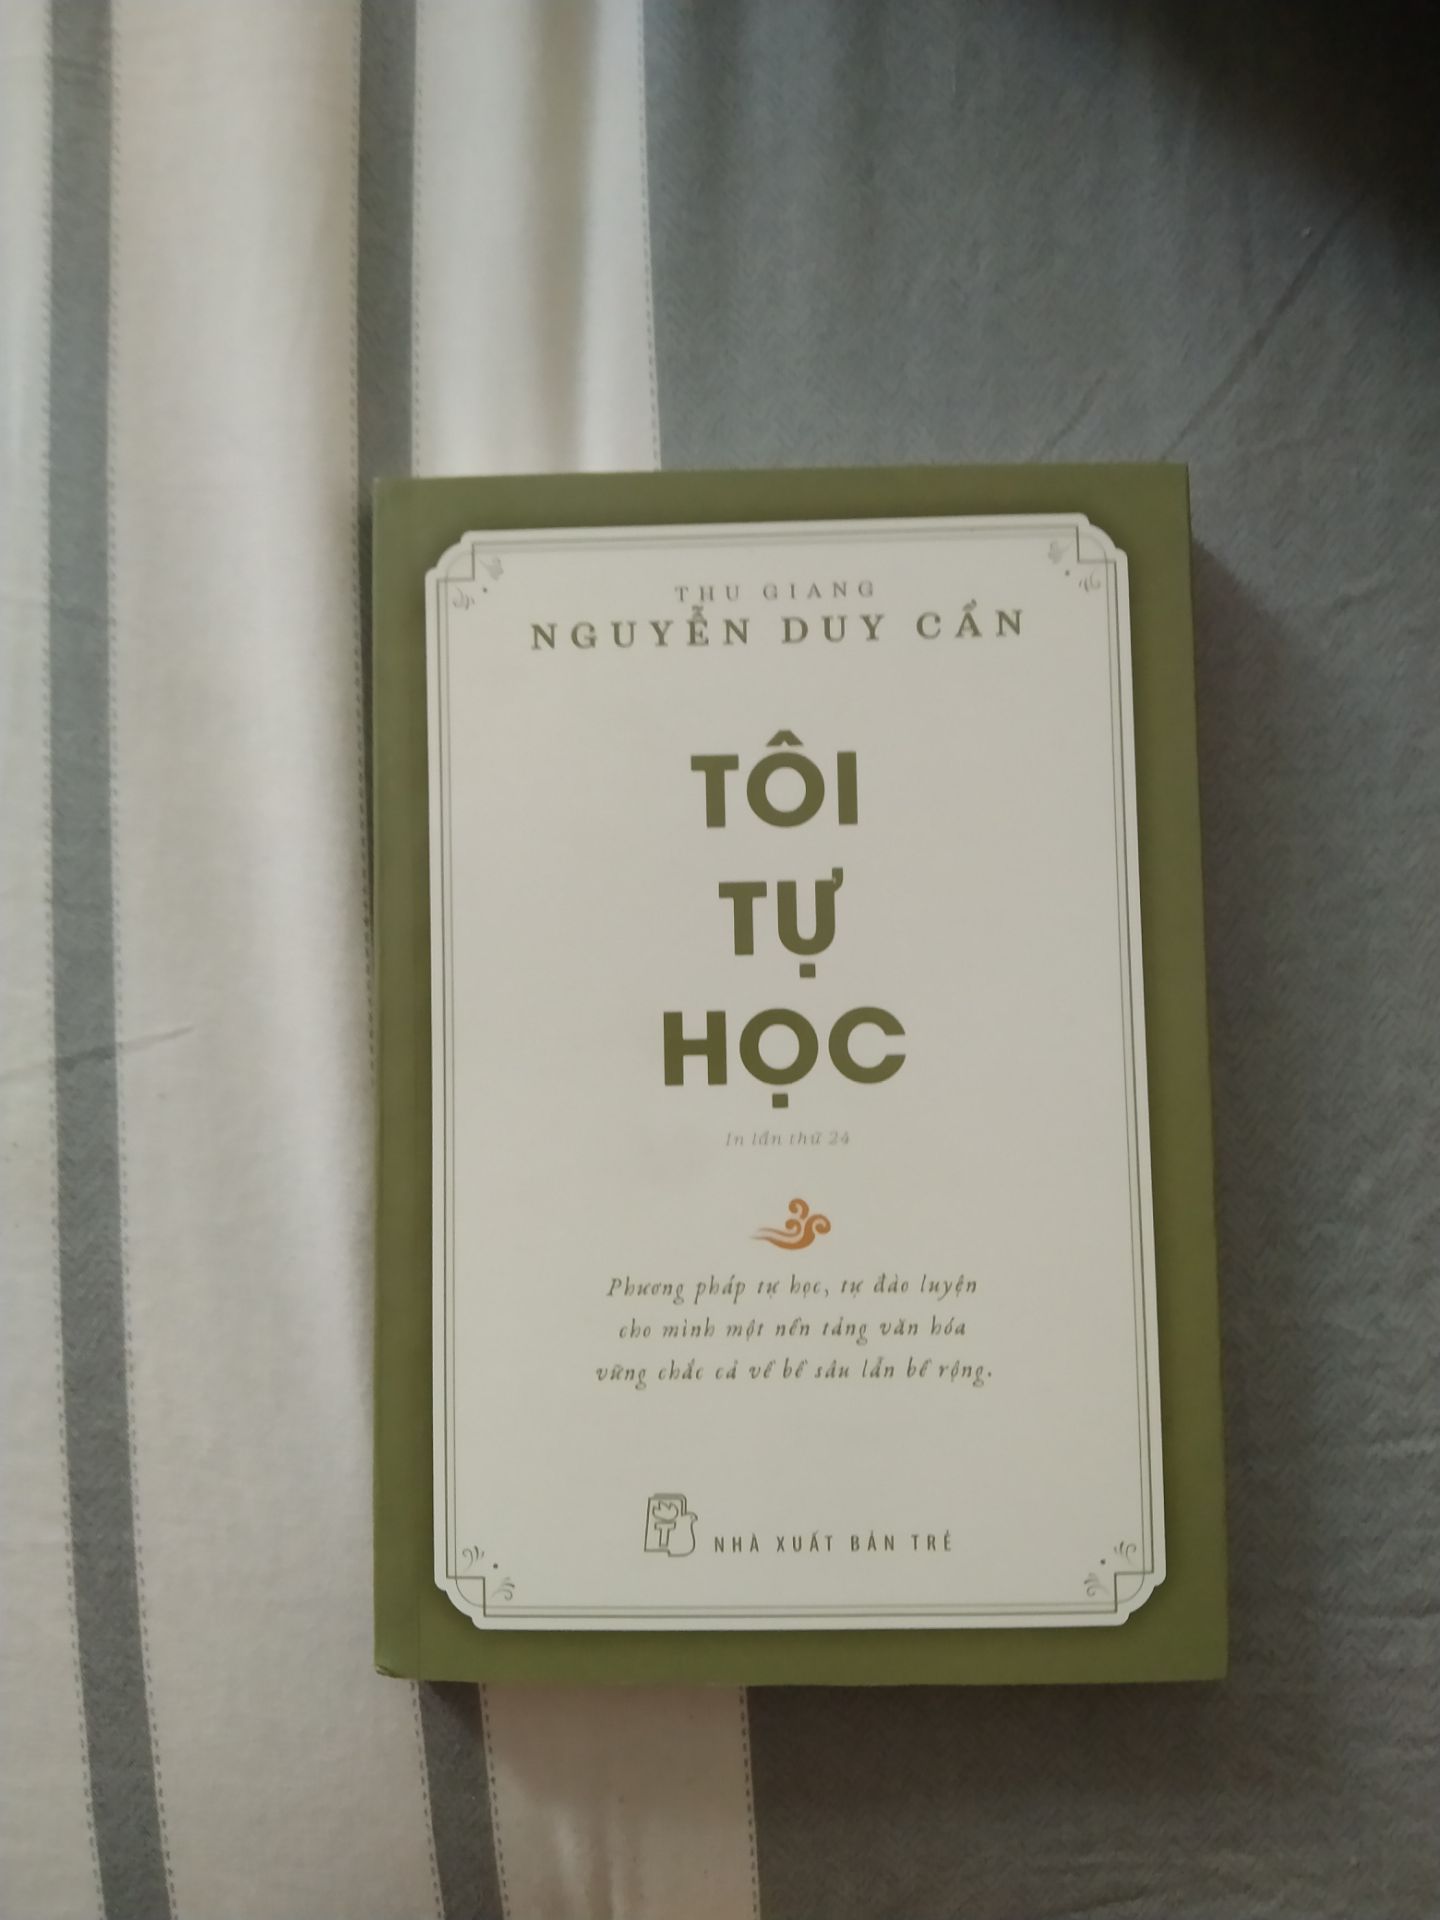 THU GIANG
NGUYỄN DUY CẦN
TÔI
TỰ
HỌC
In lần thứ 24
Phương pháp tự học, tự đào luyện
cho mình một nền tảng văn hóa
vững chắc cả về bề sâu lẫn bề rộng.
NHÀ XUẤT BẢN TRẺ